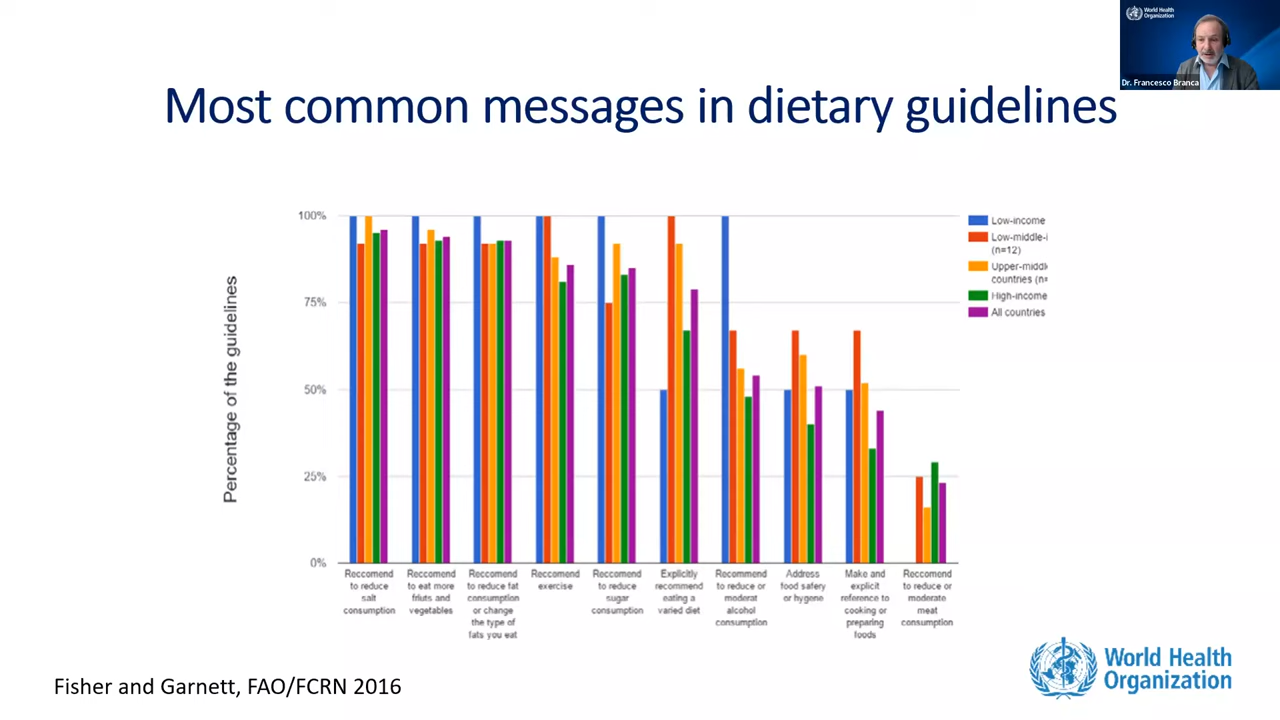 World Health
Organization
Dr. Francesco Branca
Most common messages in dietary guidelines
Percentage of the guidelines
100%
75%
50%
25%
0%
Low-income
Low-middle-i
(n=12)
Upper-middl
countries (n=
High-income
All countries
Reccomend
to reduce
salt
consumption
Reccomend
to eat more
friuts and
vegetables
Reccomend
to reduce fat
consumption
or change
the type of
fats you eat
Reccomend
exercise
Reccomend
to reduce
sugar
consumption
Explicitly
recommend
eating a
varied diet
Recommend
to reduce or
moderat
alcohol
consumption
Address
food safery
or hygene
Make and
explicit
reference to
cooking or
preparing
foods
Reccomend
to reduce or
moderate
meat
consumption
Fisher and Garnett, FAO/FCRN 2016
World Health
Organization